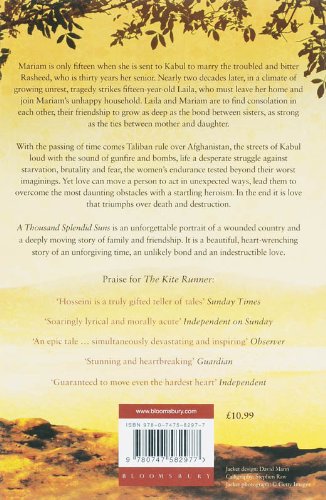 Mariam is only fifteen when she is sent to Kabul to marry the troubled and bitter
Rasheed, who is thirty years her senior. Nearly two decades later, in a climate of
growing unrest, tragedy strikes fifteen-year-old Laila, who must leave her home and
join Mariam's unhappy household. Laila and Mariam are to find consolation in
each other, their friendship to grow as deep as the bond between sisters, as strong
as the ties between mother and daughter.
With the passing of time comes Taliban rule over Afghanistan, the streets of Kabul
loud with the sound of gunfire and bombs, life a desperate struggle against
starvation, brutality and fear, the women's endurance tested beyond their worst
imaginings. Yet love can move a person to act in unexpected ways, lead them to
overcome the most daunting obstacles with a startling heroism. In the end it is love
that triumphs over death and destruction.
A Thousand Splendid Suns is an unforgettable portrait of a wounded country and
a deeply moving story of family and friendship. It is a beautiful, heart-wrenching
story of an unforgiving time, an unlikely bond and an indestructible love.
Praise for The Kite Runner:
'Hosseini is a truly gifted teller of tales' Sunday Times
'Soaringly lyrical and morally acute' Independent on Sunday
'An epic tale ... simultaneously devastating and inspiring' Observer
'Stunning and heartbreaking' Guardian
'Guaranteed to move even the hardest heart' Independent
www.bloomsbury.com
ISBN 978-0-7475-8297-7
9 780747 582977 >
£10.99
BLOOMSBURY
Jacket design: David Mann
Calligraphy: Stephen Raw
Jacket photograph: © Getty Images